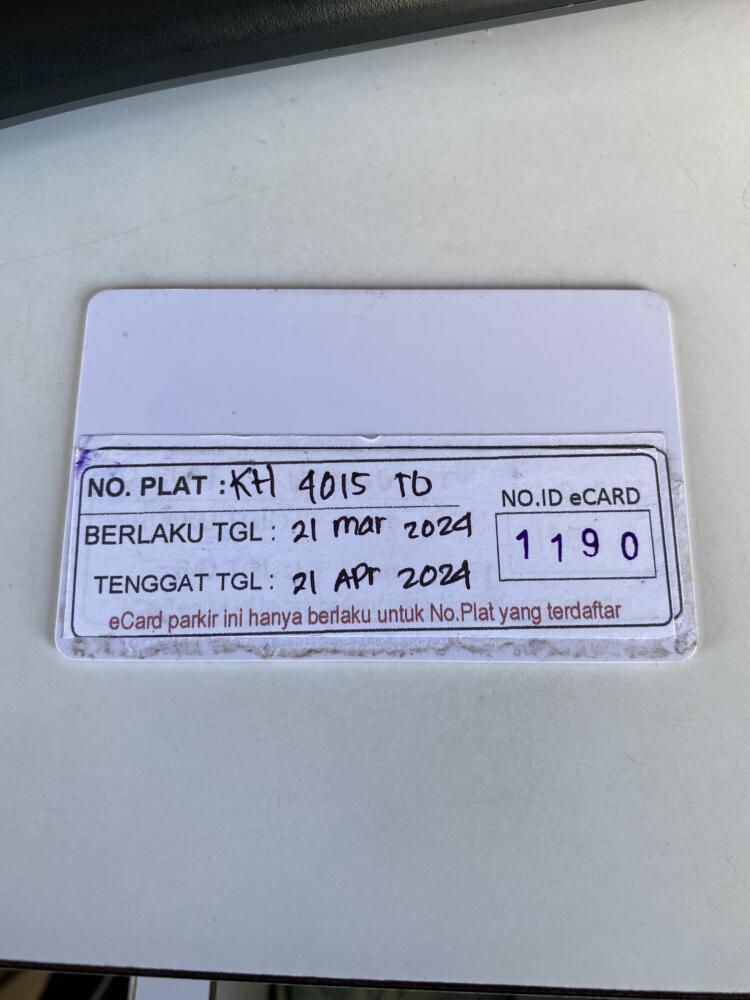 NO. PLAT : KH 4015 TD
BERLAKU TGL : 21 mar 2024
TENGGAT TGL : 21 Apr 2024
NO.ID eCARD
1190
eCard parkir ini hanya berlaku untuk No.Plat yang terdaftar